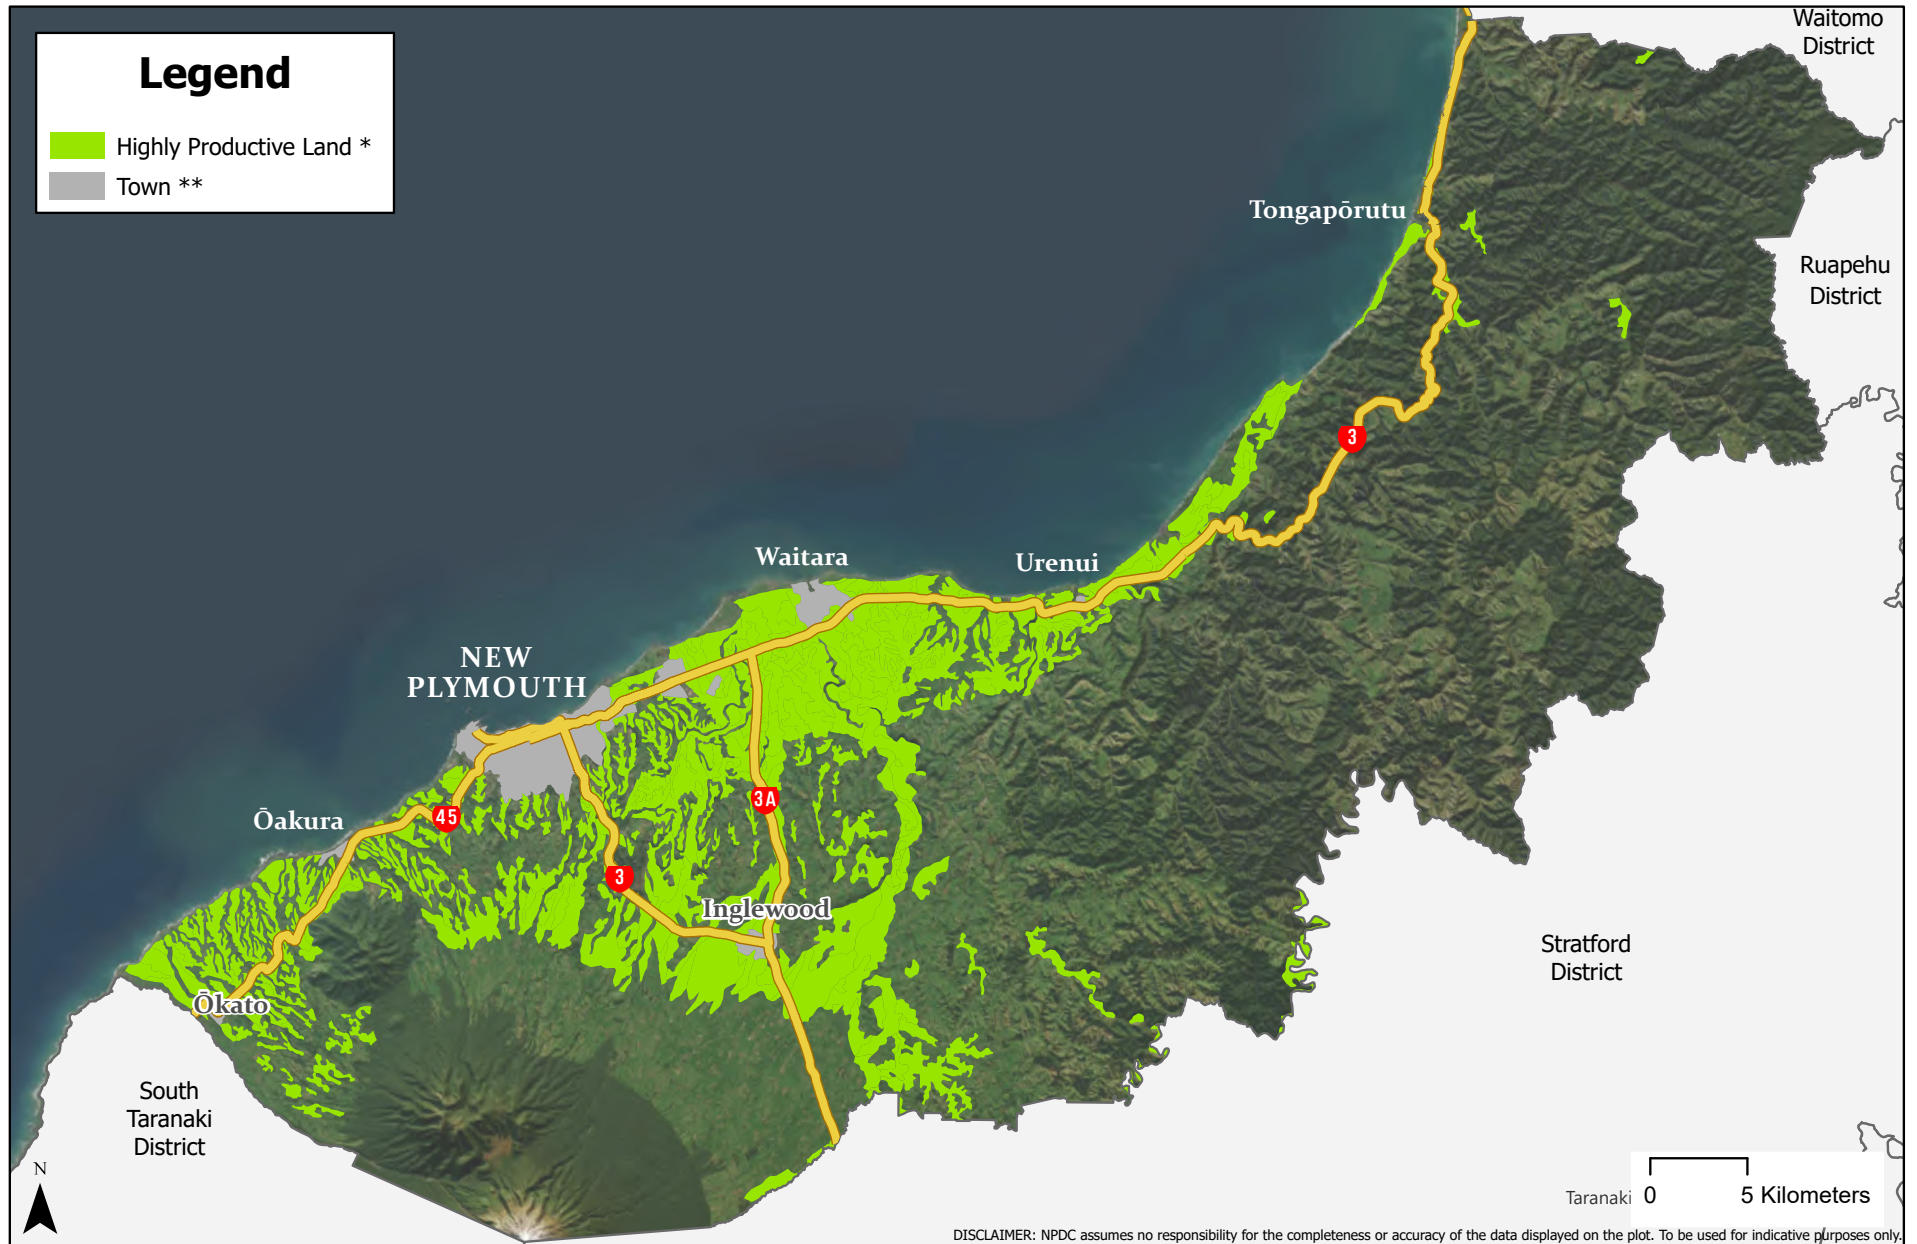 Legend
Highly Productive Land *
Town **
Waitomo
District
Tongapōrutu
Ruapehu
District
3
Waitara
Urenui
NEW
PLYMOUTH
3A
45
Ōakura
3
Inglewood
Stratford
District
Ōkato
South
Taranaki
District
N
Taranaki
0
5 Kilometers
DISCLAIMER: NPDC assumes no responsibility for the completeness or accuracy of the data displayed on the plot. To be used for indicative purposes only.